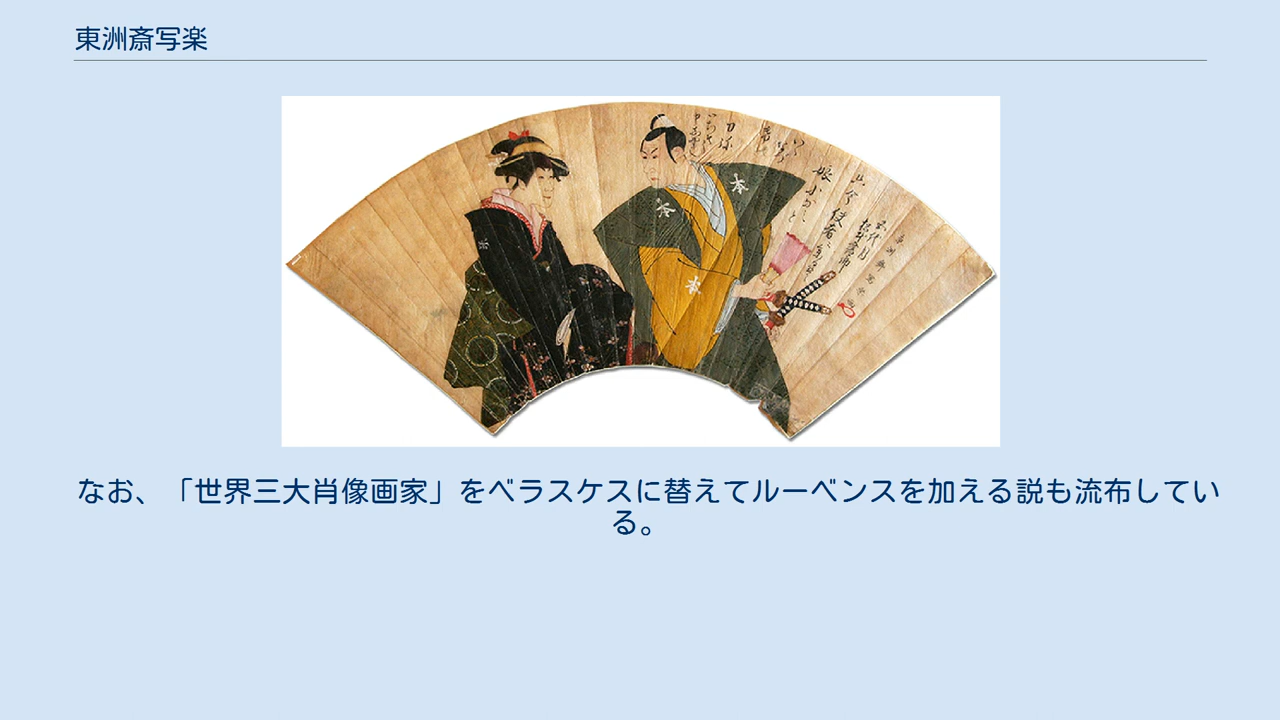 東洲斎写楽
なお、「世界三大肖像画家」をベラスケスに替えてルーベンスを加える説も流布してい
る。